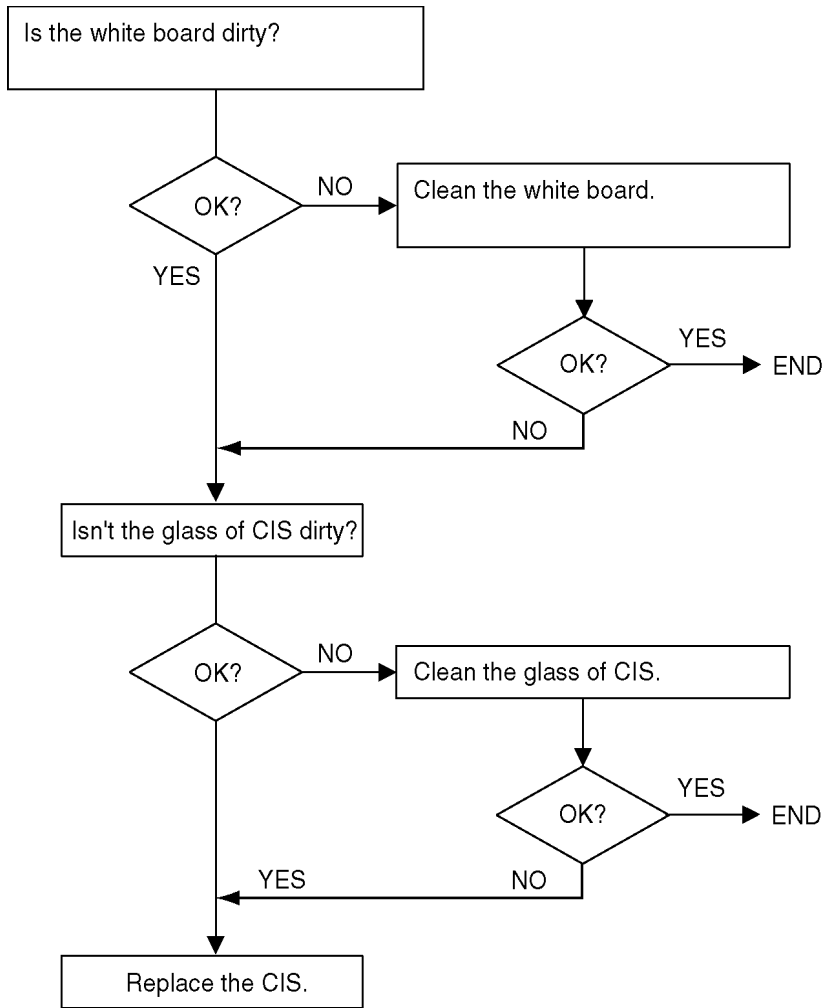 Is the white board dirty?
OK?
NO
Clean the white board.
YES
OK?
YES
END
NO
Isn't the glass of CIS dirty?
OK?
NO
Clean the glass of CIS.
OK?
YES
END
YES
NO
Replace the CIS.